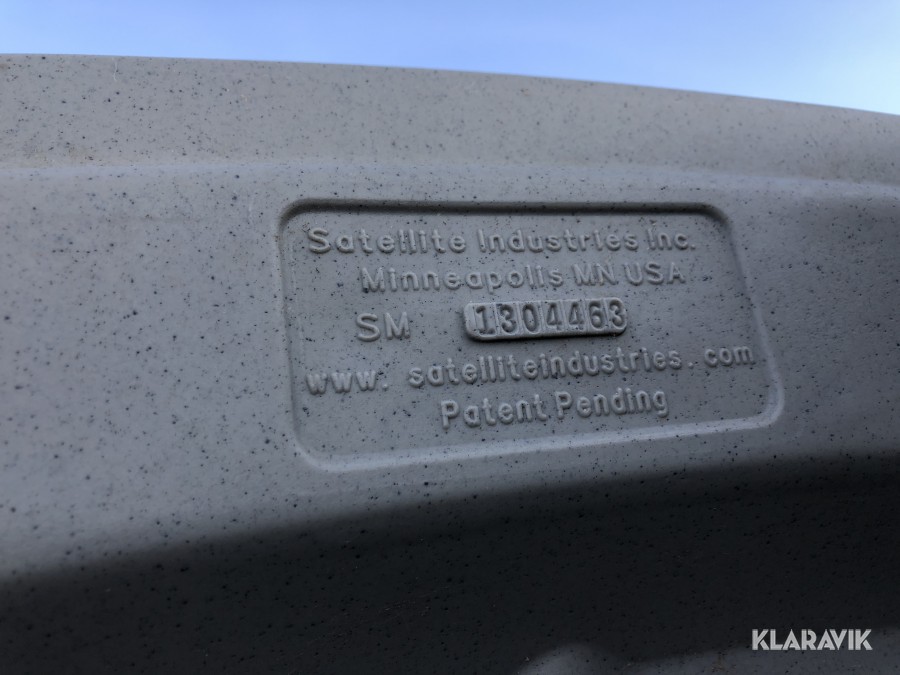 Satellite Industries Inc.
Minneapolis MN USA
SM 1304463
www. satelliteindustries. com
Patent Pending
KLARAVIK